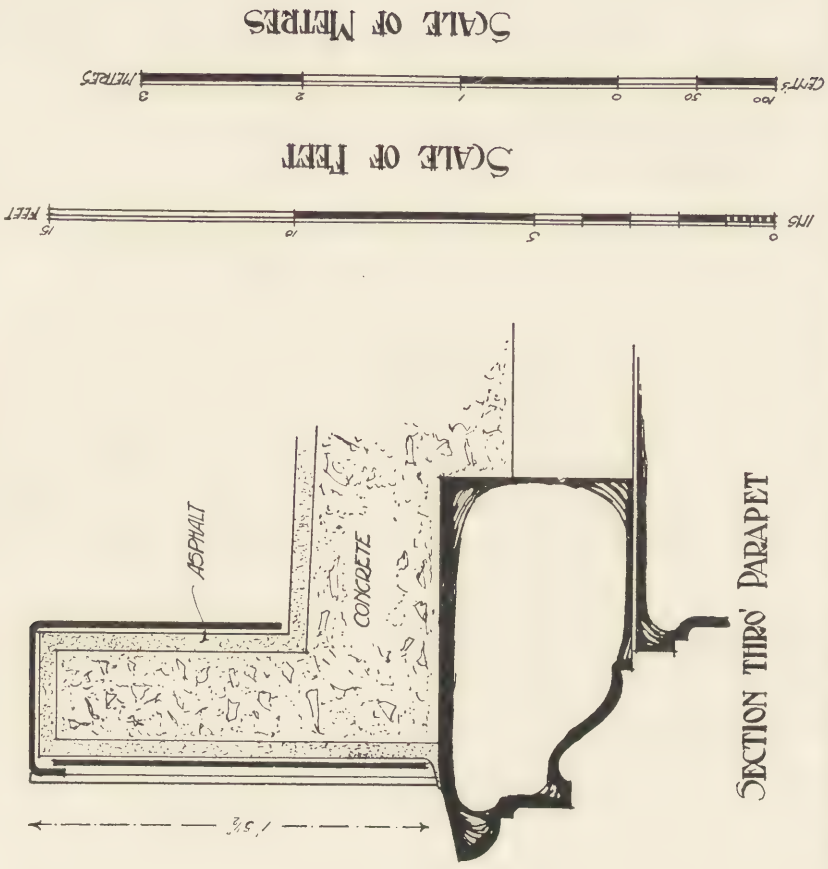 SCALE OF METRES
CENT'S 100 50 0 1 2 3 METRES
SCALE OF FEET
INS 0 5 10 15 FEET
ASPHALT
CONCRETE
1' 5½"
SECTION THRO' PARAPET